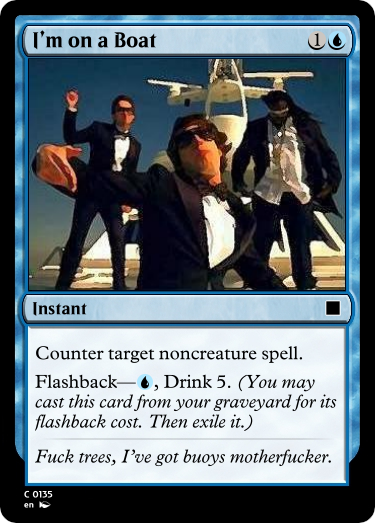 I'm on a Boat 1
Instant
Counter target noncreature spell.
Flashback—, Drink 5. (You may
cast this card from your graveyard for its
flashback cost. Then exile it.)
Fuck trees, I've got buoys motherfucker.
C 0135
en